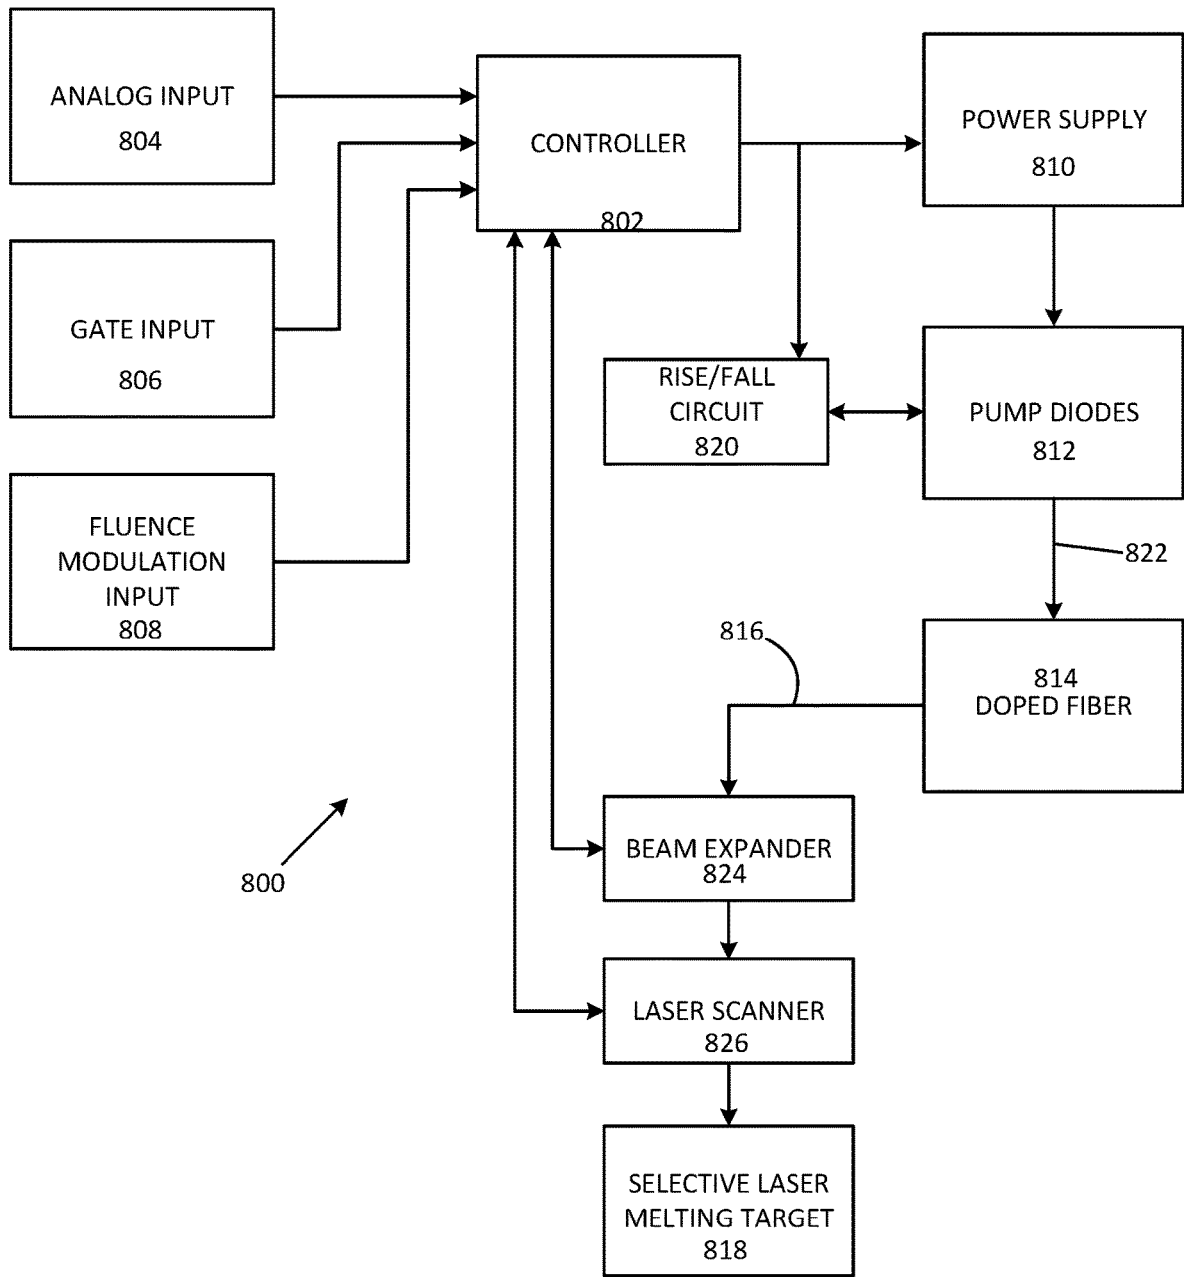 ANALOG INPUT
804
CONTROLLER
802
POWER SUPPLY
810
GATE INPUT
806
RISE/FALL
CIRCUIT
820
PUMP DIODES
812
FLUENCE
MODULATION
INPUT
808
822
816
814
DOPED FIBER
800
BEAM EXPANDER
824
LASER SCANNER
826
SELECTIVE LASER
MELTING TARGET
818